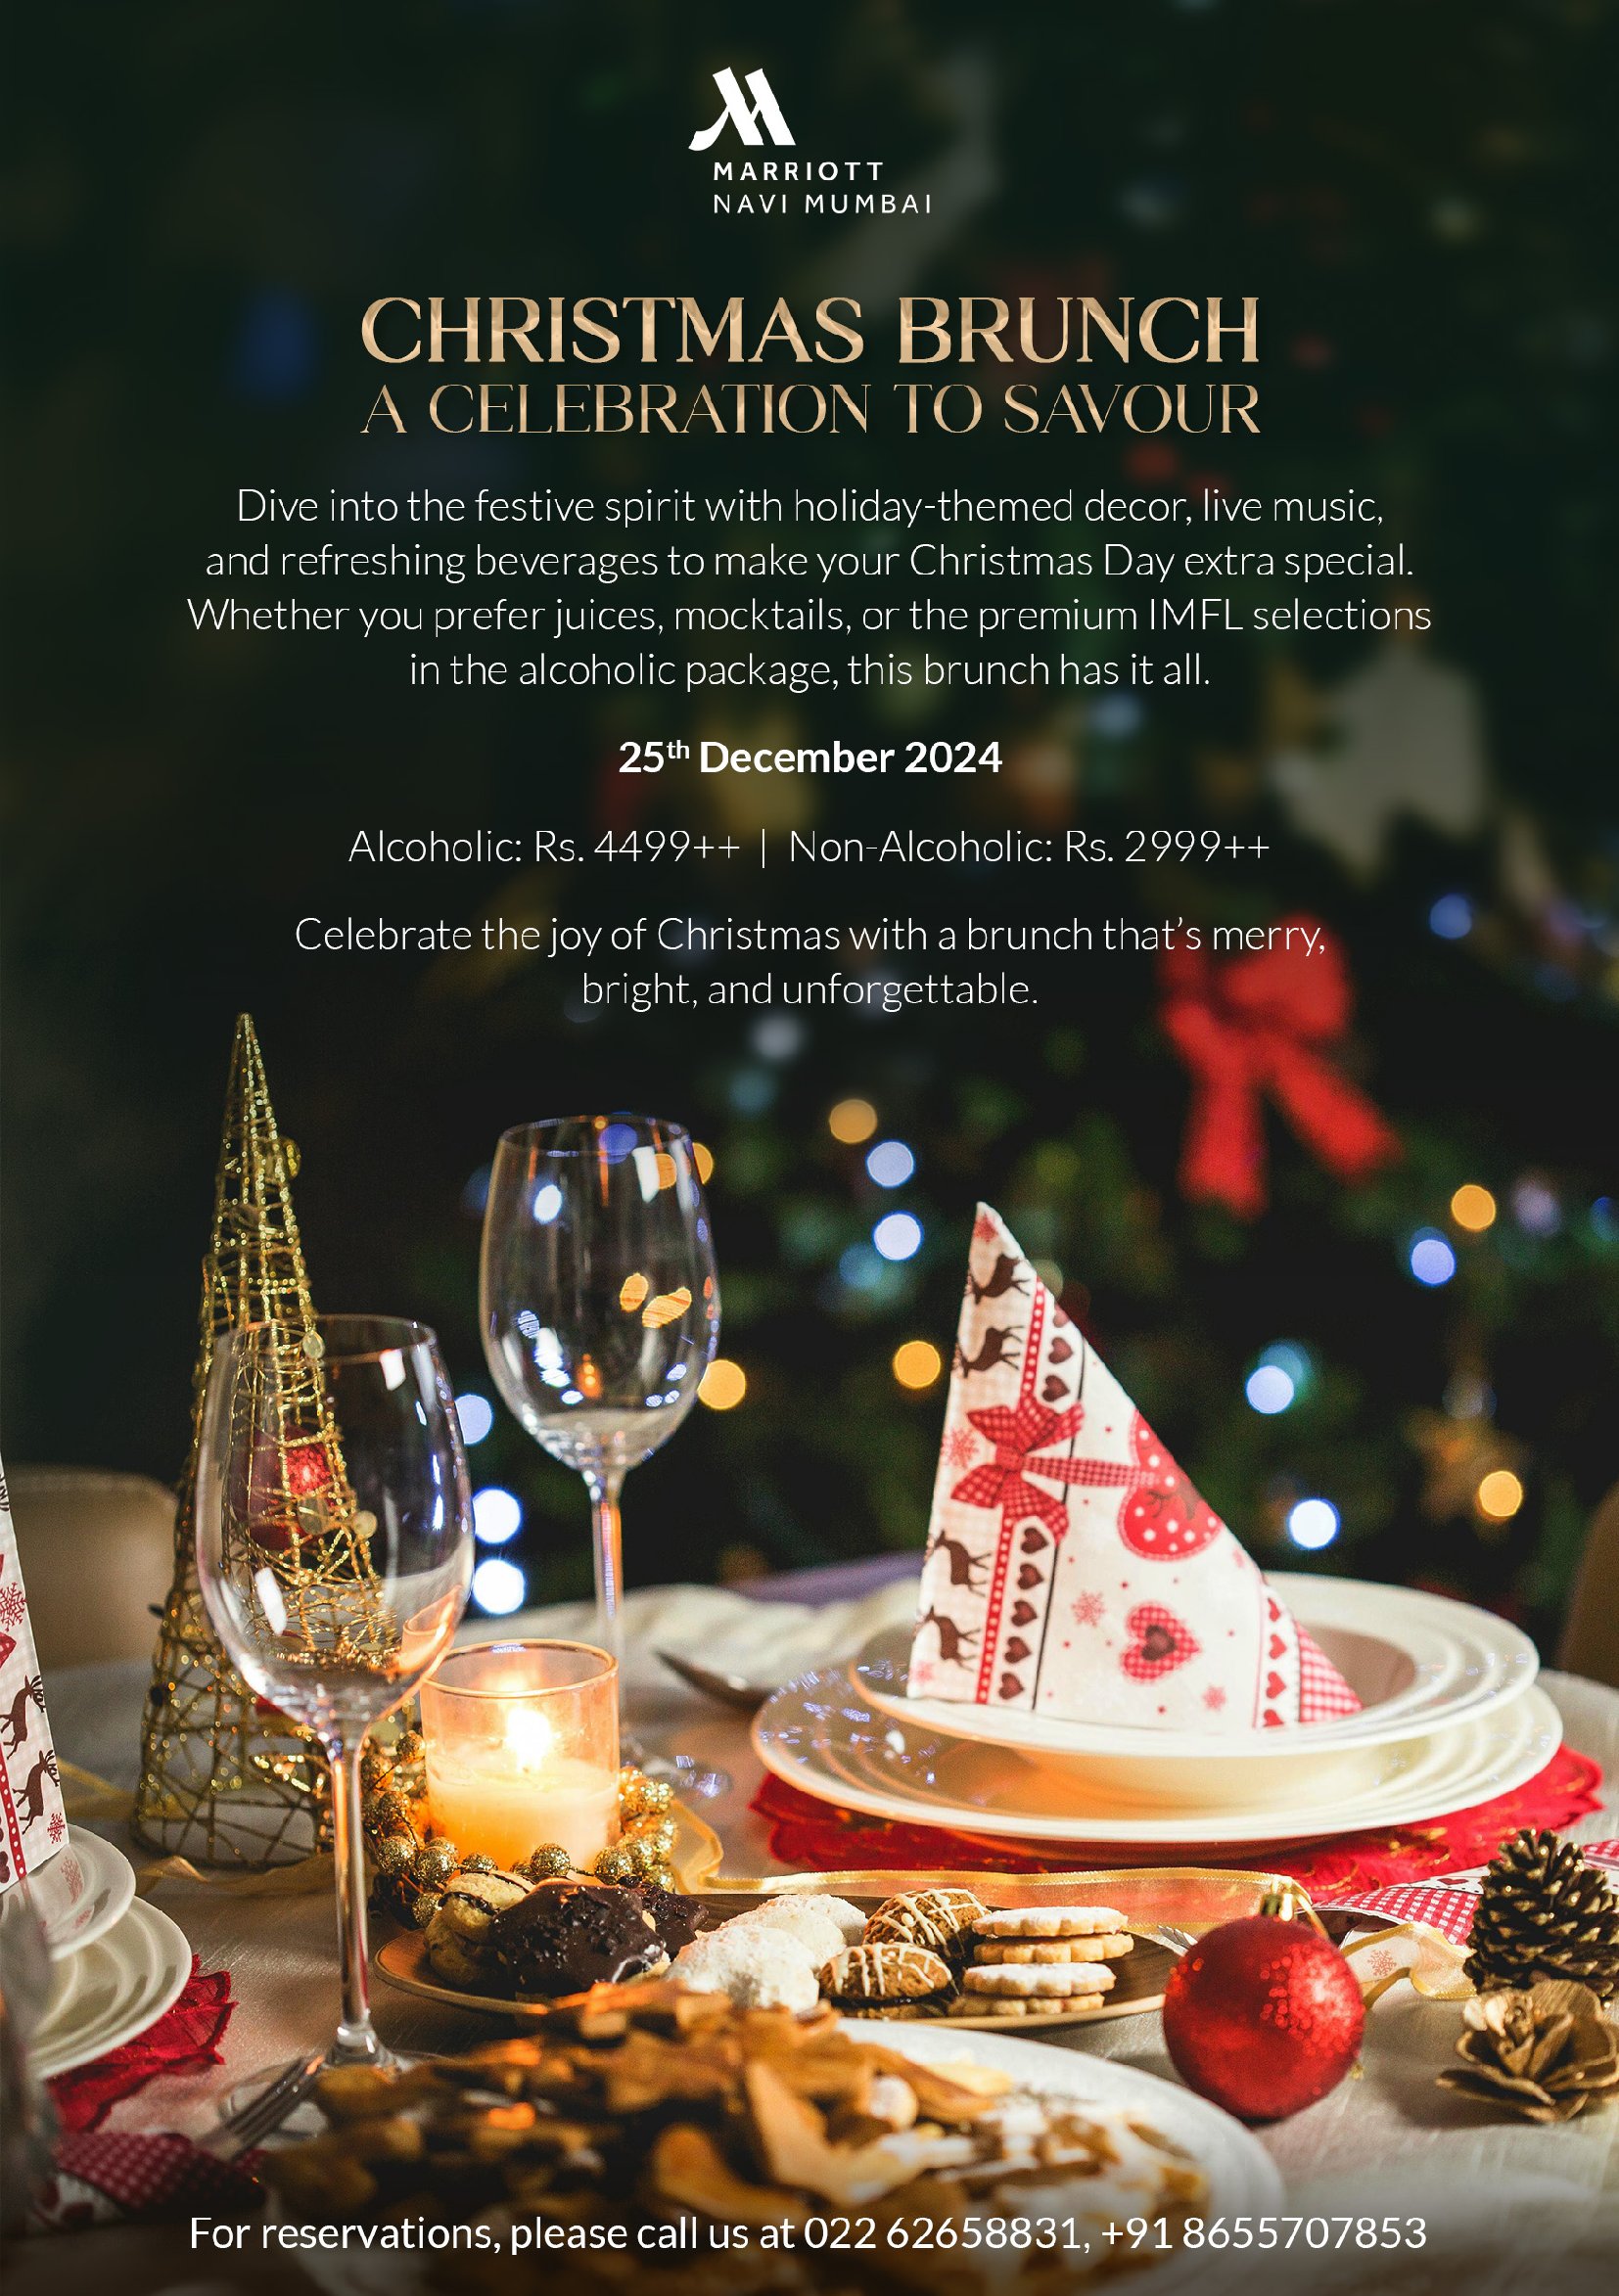 MARRIOTT
NAVI MUMBAI
CHRISTMAS BRUNCH
A CELEBRATION TO SAVOUR
Dive into the festive spirit with holiday-themed decor, live music,
and refreshing beverages to make your Christmas Day extra special.
Whether you prefer juices, mocktails, or the premium IMFL selections
in the alcoholic package, this brunch has it all.
25th December 2024
Alcoholic: Rs. 4499++ | Non-Alcoholic: Rs. 2999++
Celebrate the joy of Christmas with a brunch that’s merry,
bright, and unforgettable.
For reservations, please call us at 022 62658831, +91 8655707853